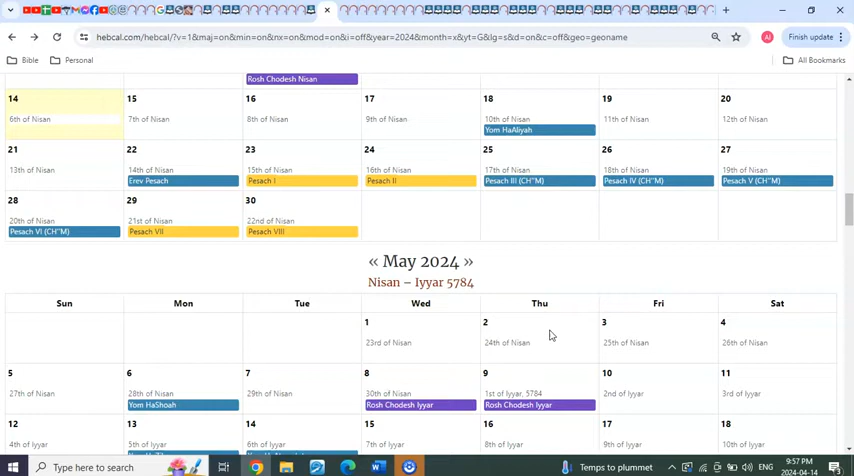 hebcal.com/hebcal/?v=1&maj=on&min=on&nx=on&mod=on&i=off&year=2024&month=x&yt=G&lg=s&d=on&c=off&geo=geoname
Finish update
AI
Bible
Personal
All Bookmarks
Rosh Chodesh Nisan
14 15 16 17 18 19 20
6th of Nisan 7th of Nisan 8th of Nisan 9th of Nisan 10th of Nisan 11th of Nisan 12th of Nisan
Yom HaAliyah
21 22 23 24 25 26 27
13th of Nisan 14th of Nisan 15th of Nisan 16th of Nisan 17th of Nisan 18th of Nisan 19th of Nisan
Erev Pesach Pesach I Pesach II Pesach III (CH"M) Pesach IV (CH"M) Pesach V (CH"M)
28 29 30
20th of Nisan 21st of Nisan 22nd of Nisan
Pesach VI (CH"M) Pesach VII Pesach VIII
« May 2024 »
Nisan – Iyyar 5784
Sun Mon Tue Wed Thu Fri Sat
1 2 3 4
23rd of Nisan 24th of Nisan 25th of Nisan 26th of Nisan
5 6 7 8 9 10 11
27th of Nisan 28th of Nisan 29th of Nisan 30th of Nisan 1st of Iyyar, 5784 2nd of Iyyar 3rd of Iyyar
Yom HaShoah Rosh Chodesh Iyyar Rosh Chodesh Iyyar
12 13 14 15 16 17 18
4th of Iyyar 5th of Iyyar 6th of Iyyar 7th of Iyyar 8th of Iyyar 9th of Iyyar 10th of Iyyar
Type here to search
Temps to plummet
ENG
9:57 PM
2024-04-14